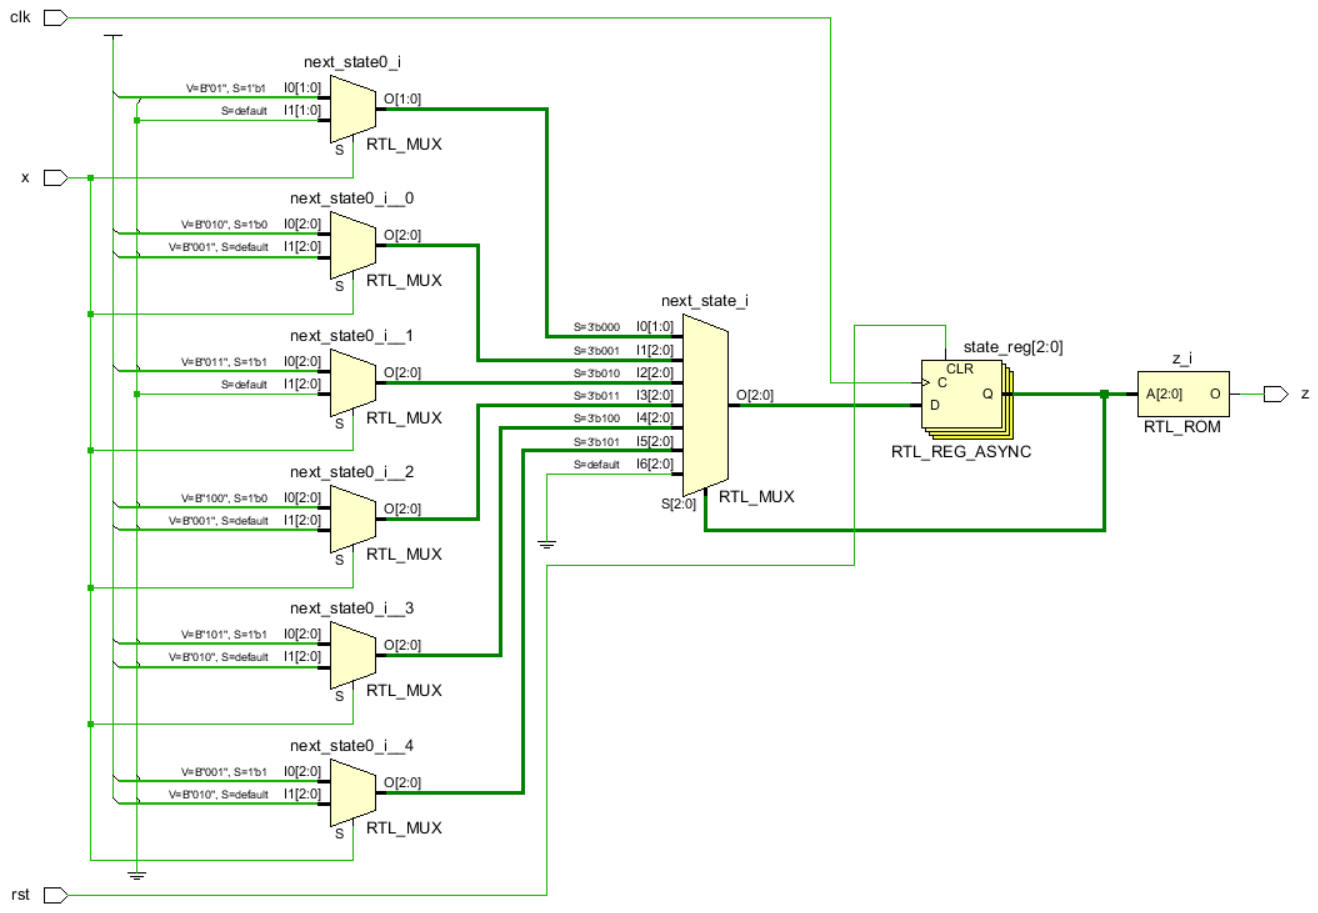 clk
next_state0_i
V=B"01", S=1'b1 I0[1:0]
S=default I1[1:0]
O[1:0]
S
RTL_MUX
x
next_state0_i__0
V=B"010", S=1'b0 I0[2:0]
V=B"001", S=default I1[2:0]
O[2:0]
S
RTL_MUX
next_state0_i__1
V=B"011", S=1'b1 I0[2:0]
S=default I1[2:0]
O[2:0]
S
RTL_MUX
next_state0_i__2
V=B"100", S=1'b0 I0[2:0]
V=B"001", S=default I1[2:0]
O[2:0]
S
RTL_MUX
next_state0_i__3
V=B"101", S=1'b1 I0[2:0]
V=B"010", S=default I1[2:0]
O[2:0]
S
RTL_MUX
next_state0_i__4
V=B"001", S=1'b1 I0[2:0]
V=B"010", S=default I1[2:0]
O[2:0]
S
RTL_MUX
rst
next_state_i
S=3'b000 I0[1:0]
S=3'b001 I1[2:0]
S=3'b010 I2[2:0]
S=3'b011 I3[2:0]
S=3'b100 I4[2:0]
S=3'b101 I5[2:0]
S=default I6[2:0]
O[2:0]
S[2:0]
RTL_MUX
state_reg[2:0]
CLR
C
Q
D
RTL_REG_ASYNC
z_i
A[2:0] O
RTL_ROM
z